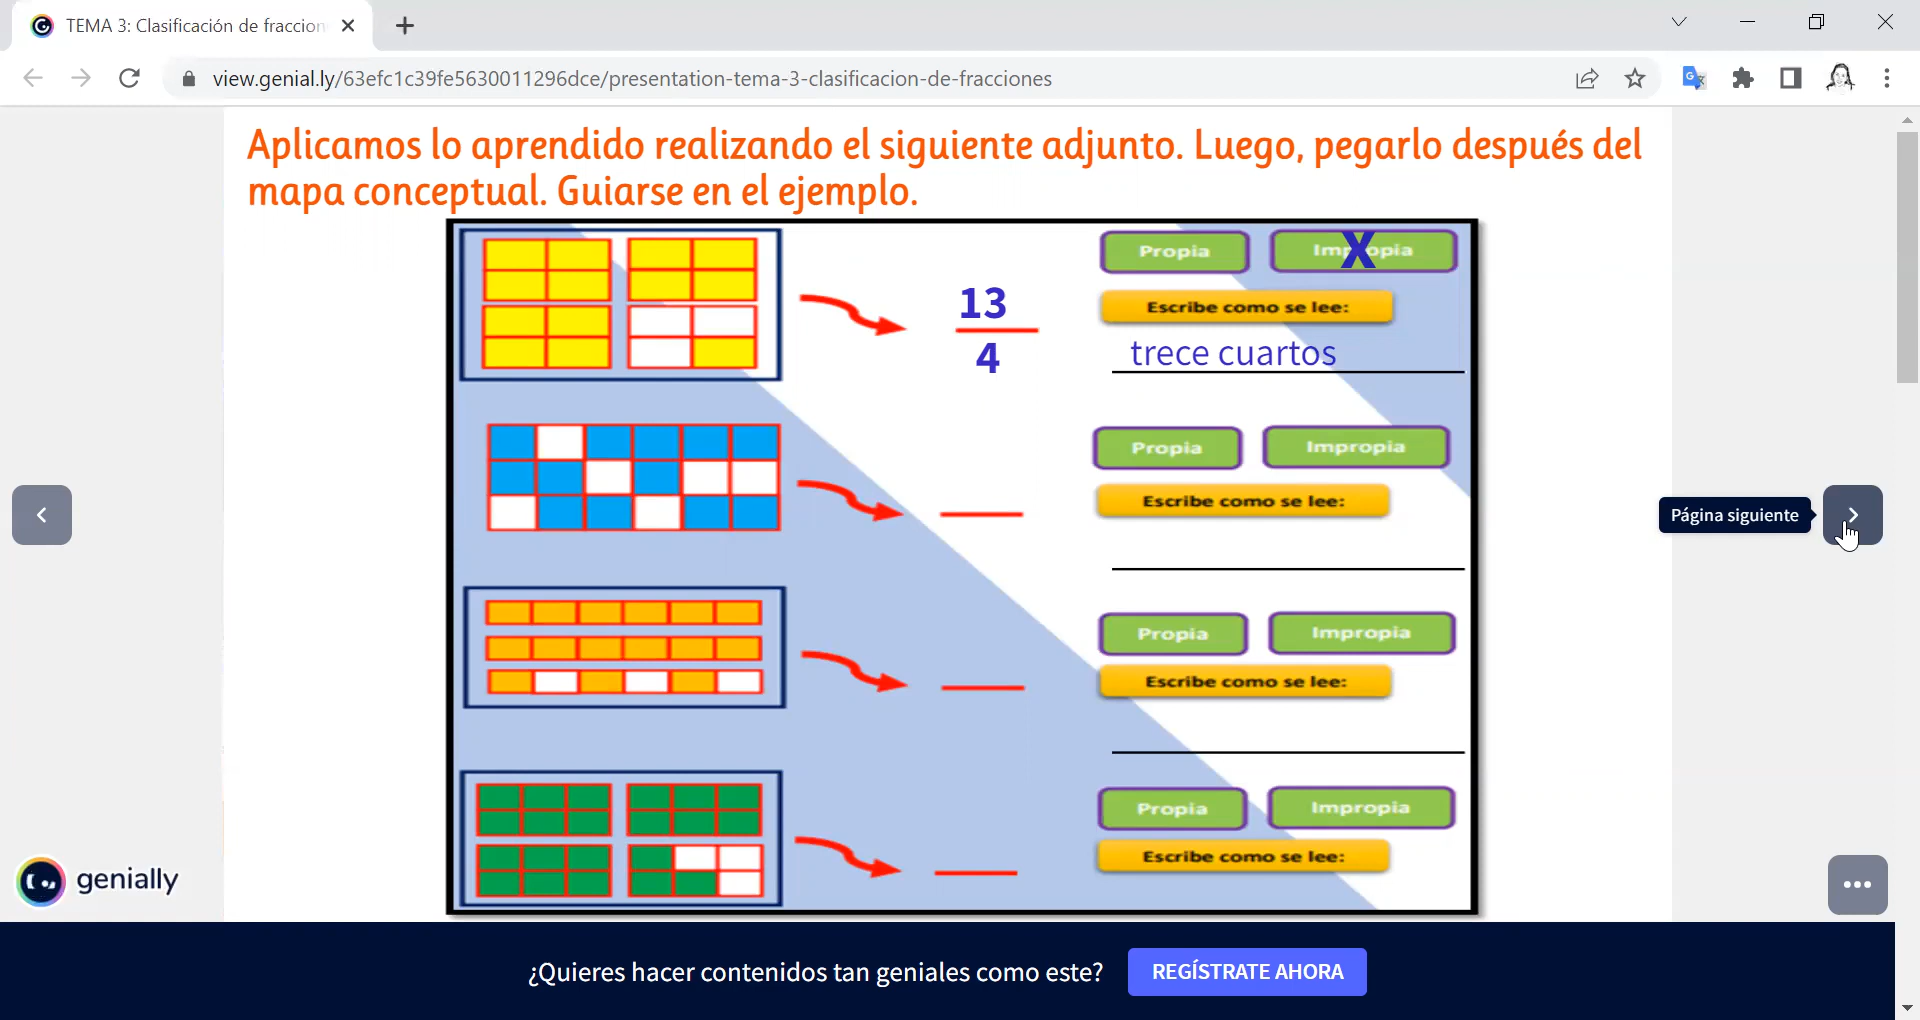 TEMA 3: Clasificación de fraccion
view.genial.ly/63efc1c39fe5630011296dce/presentation-tema-3-clasificacion-de-fracciones
Aplicamos lo aprendido realizando el siguiente adjunto. Luego, pegarlo después del
mapa conceptual. Guiarse en el ejemplo.
Propia Impropia
X
Escribe como se lee:
13
4
trece cuartos
Propia Impropia
Escribe como se lee:
Página siguiente
Propia Impropia
Escribe como se lee:
Propia Impropia
Escribe como se lee:
genially
¿Quieres hacer contenidos tan geniales como este? REGÍSTRATE AHORA